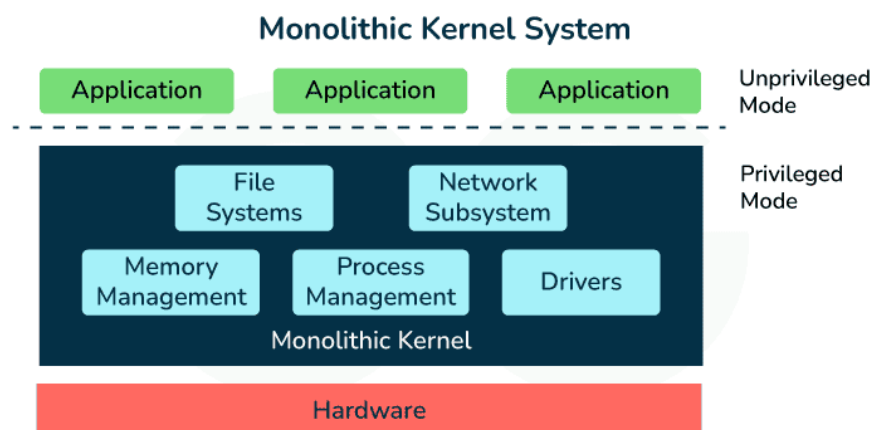 Monolithic Kernel System
Application
Application
Application
Unprivileged
Mode
Privileged
Mode
File
Systems
Network
Subsystem
Memory
Management
Process
Management
Drivers
Monolithic Kernel
Hardware